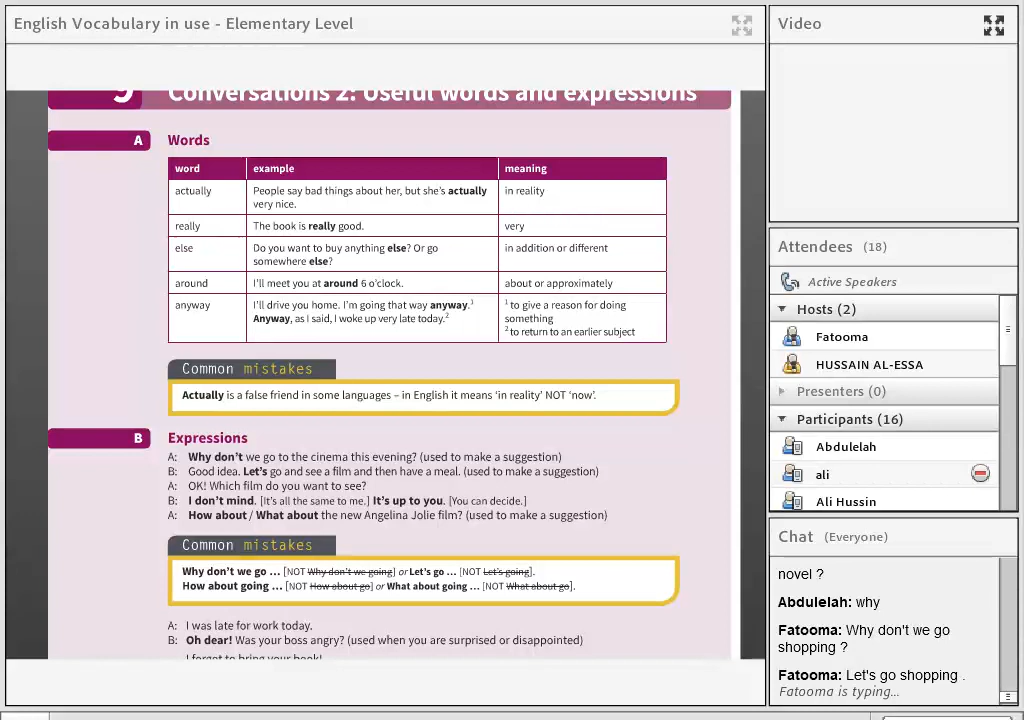 English Vocabulary in use - Elementary Level
Conversations 2: Useful words and expressions
A
Words
word example meaning
actually People say bad things about her, but she's actually in reality
very nice.
really The book is really good. very
else Do you want to buy anything else? Or go in addition or different
somewhere else?
around I'll meet you at around 6 o'clock. about or approximately
anyway I'll drive you home. I'm going that way anyway.¹ ¹ to give a reason for doing
Anyway, as I said, I woke up very late today.² something
² to return to an earlier subject
Common mistakes
Actually is a false friend in some languages – in English it means 'in reality' NOT 'now'.
B
Expressions
A: Why don't we go to the cinema this evening? (used to make a suggestion)
B: Good idea. Let's go and see a film and then have a meal. (used to make a suggestion)
A: OK! Which film do you want to see?
B: I don't mind. [It's all the same to me.] It's up to you. [You can decide.]
A: How about / What about the new Angelina Jolie film? (used to make a suggestion)
Common mistakes
Why don't we go ... [NOT Why don't we going] or Let's go ... [NOT Let's going].
How about going ... [NOT How about go] or What about going ... [NOT What about go].
A: I was late for work today.
B: Oh dear! Was your boss angry? (used when you are surprised or disappointed)
I forgot to bring your book!
Video
Attendees (18)
Active Speakers
Hosts (2)
Fatooma
HUSSAIN AL-ESSA
Presenters (0)
Participants (16)
Abdulelah
ali
Ali Hussin
Chat (Everyone)
novel ?
Abdulelah: why
Fatooma: Why don't we go
shopping ?
Fatooma: Let's go shopping .
Fatooma is typing...